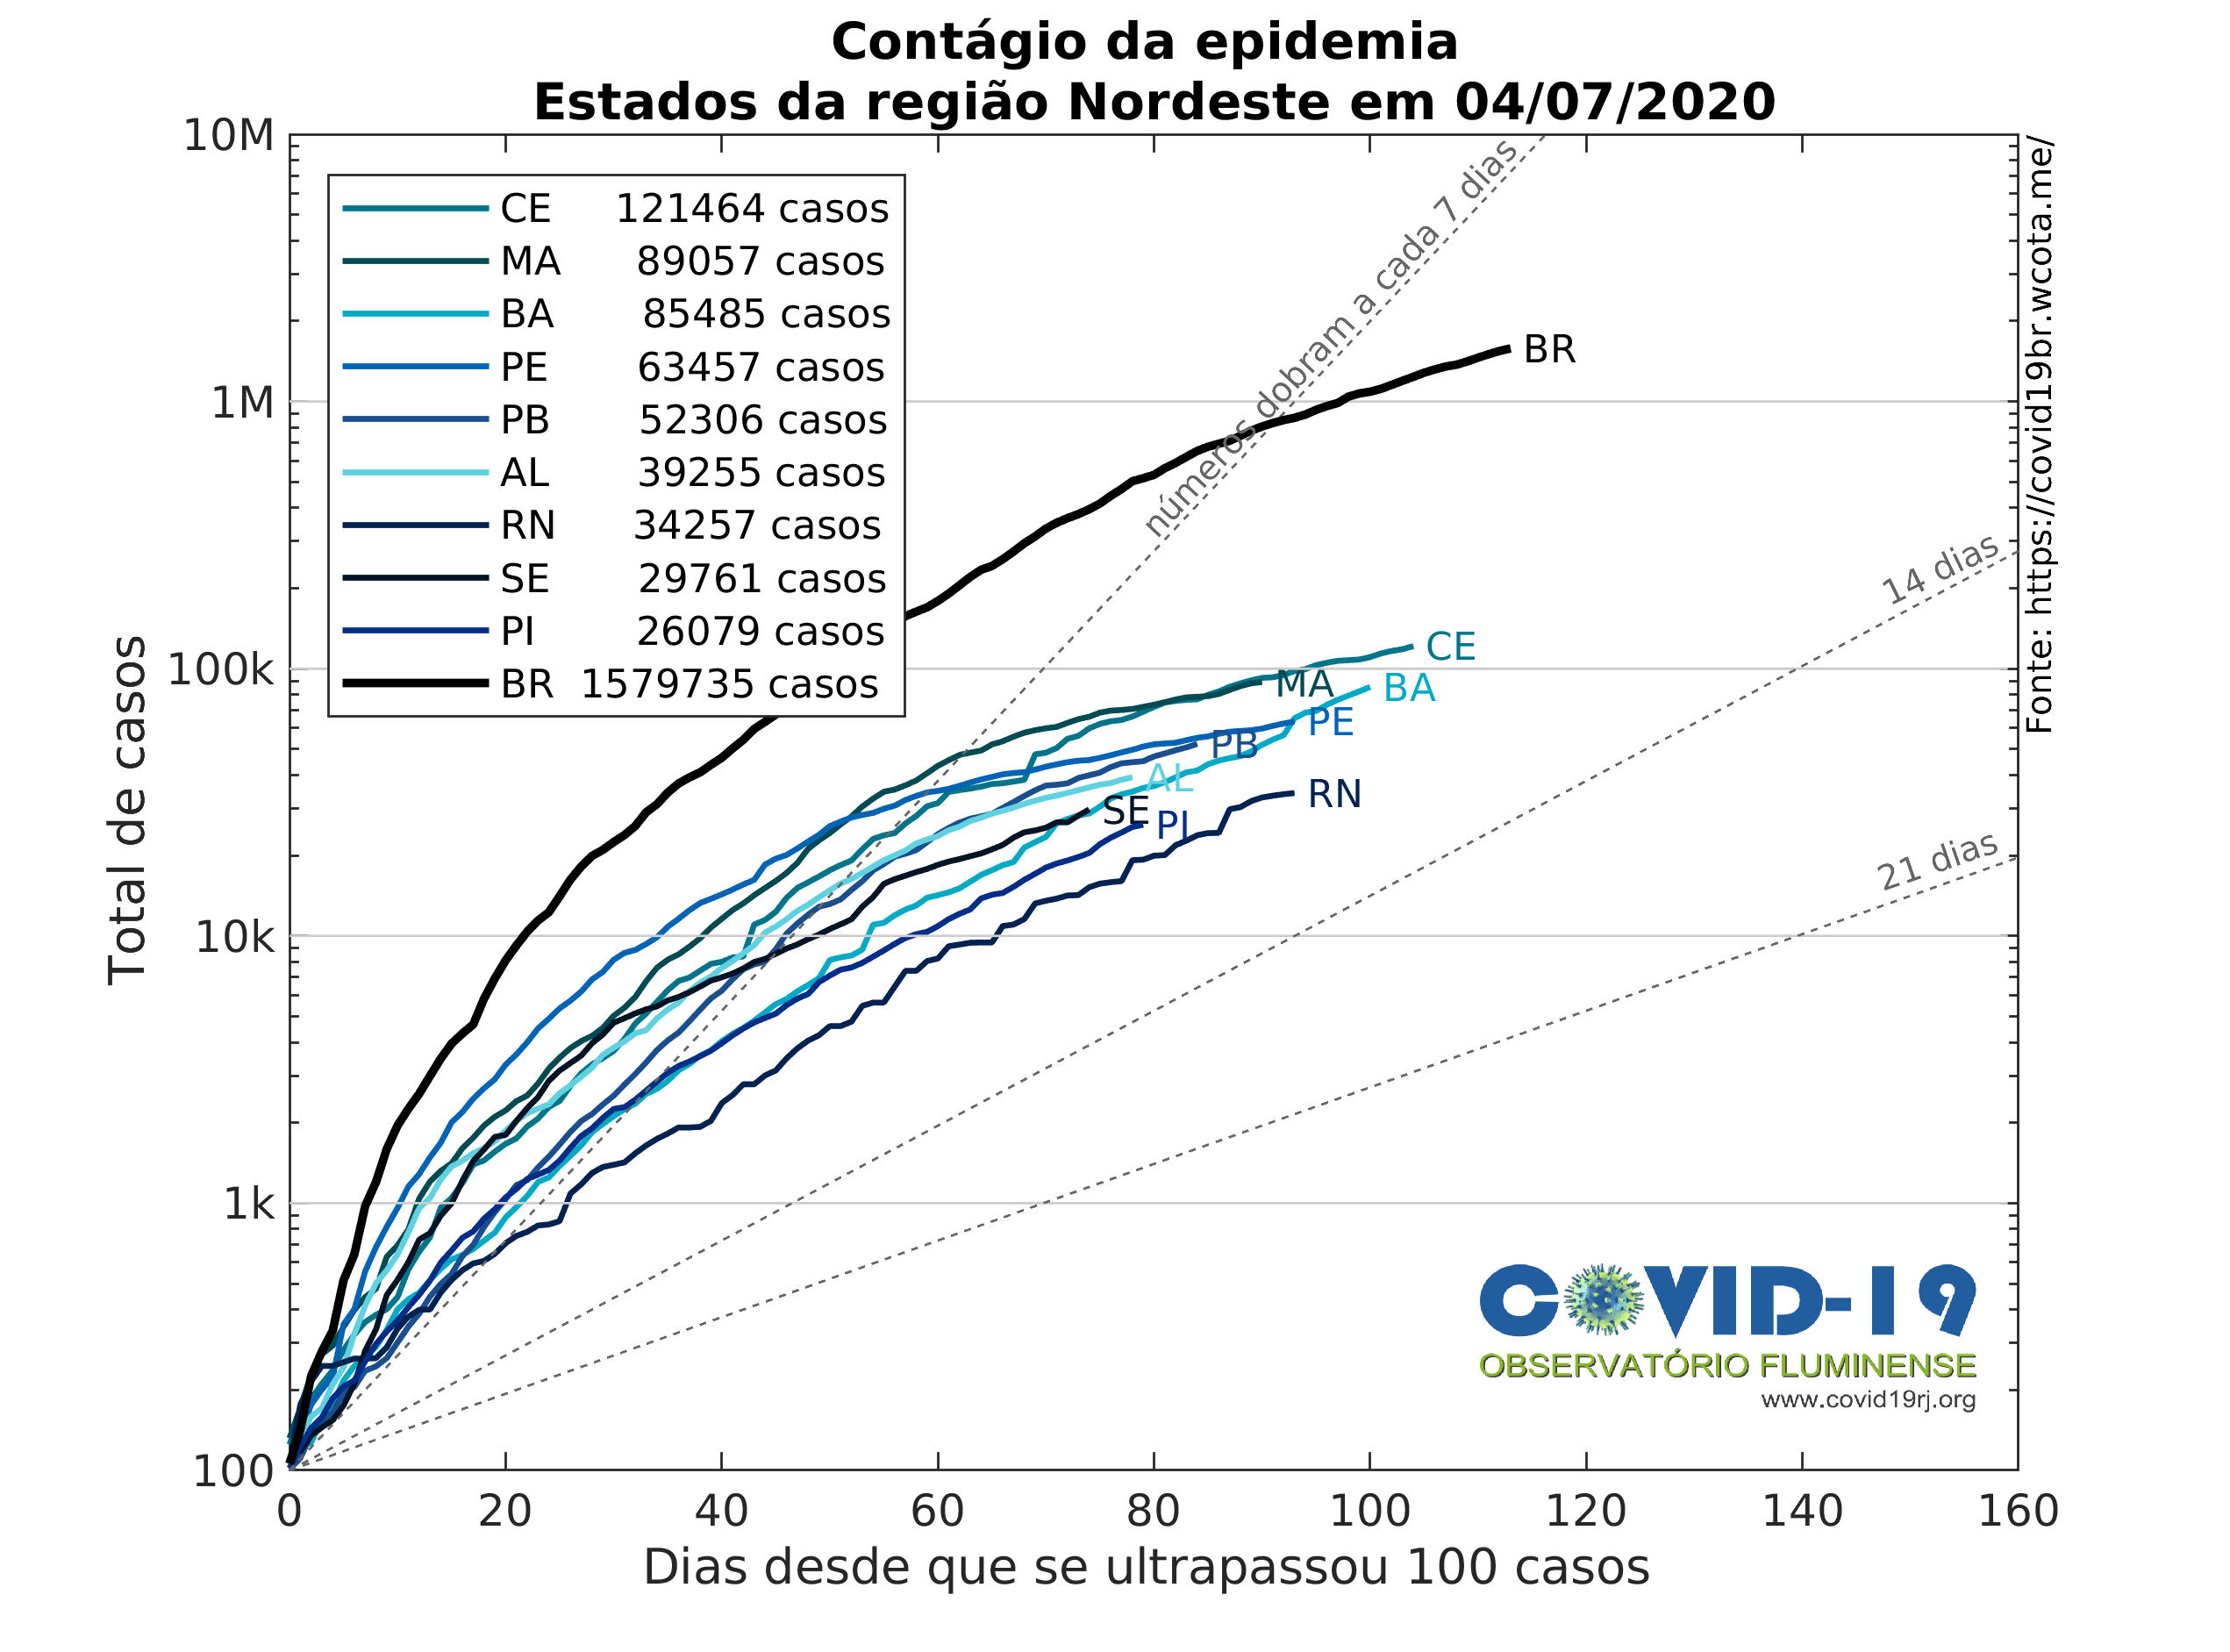 Contágio da epidemia
Estados da região Nordeste em 04/07/2020
10M
1M
100k
10k
1k
100
Total de casos
CE 121464 casos
MA 89057 casos
BA 85485 casos
PE 63457 casos
PB 52306 casos
AL 39255 casos
RN 34257 casos
SE 29761 casos
PI 26079 casos
BR 1579735 casos
números dobram a cada 7 dias
14 dias
21 dias
BR
CE
MA
BA
PE
PB
AL
RN
SE
PI
Fonte: https://covid19br.wcota.me/
COVID-19
OBSERVATÓRIO FLUMINENSE
www.covid19rj.org
0 20 40 60 80 100 120 140 160
Dias desde que se ultrapassou 100 casos